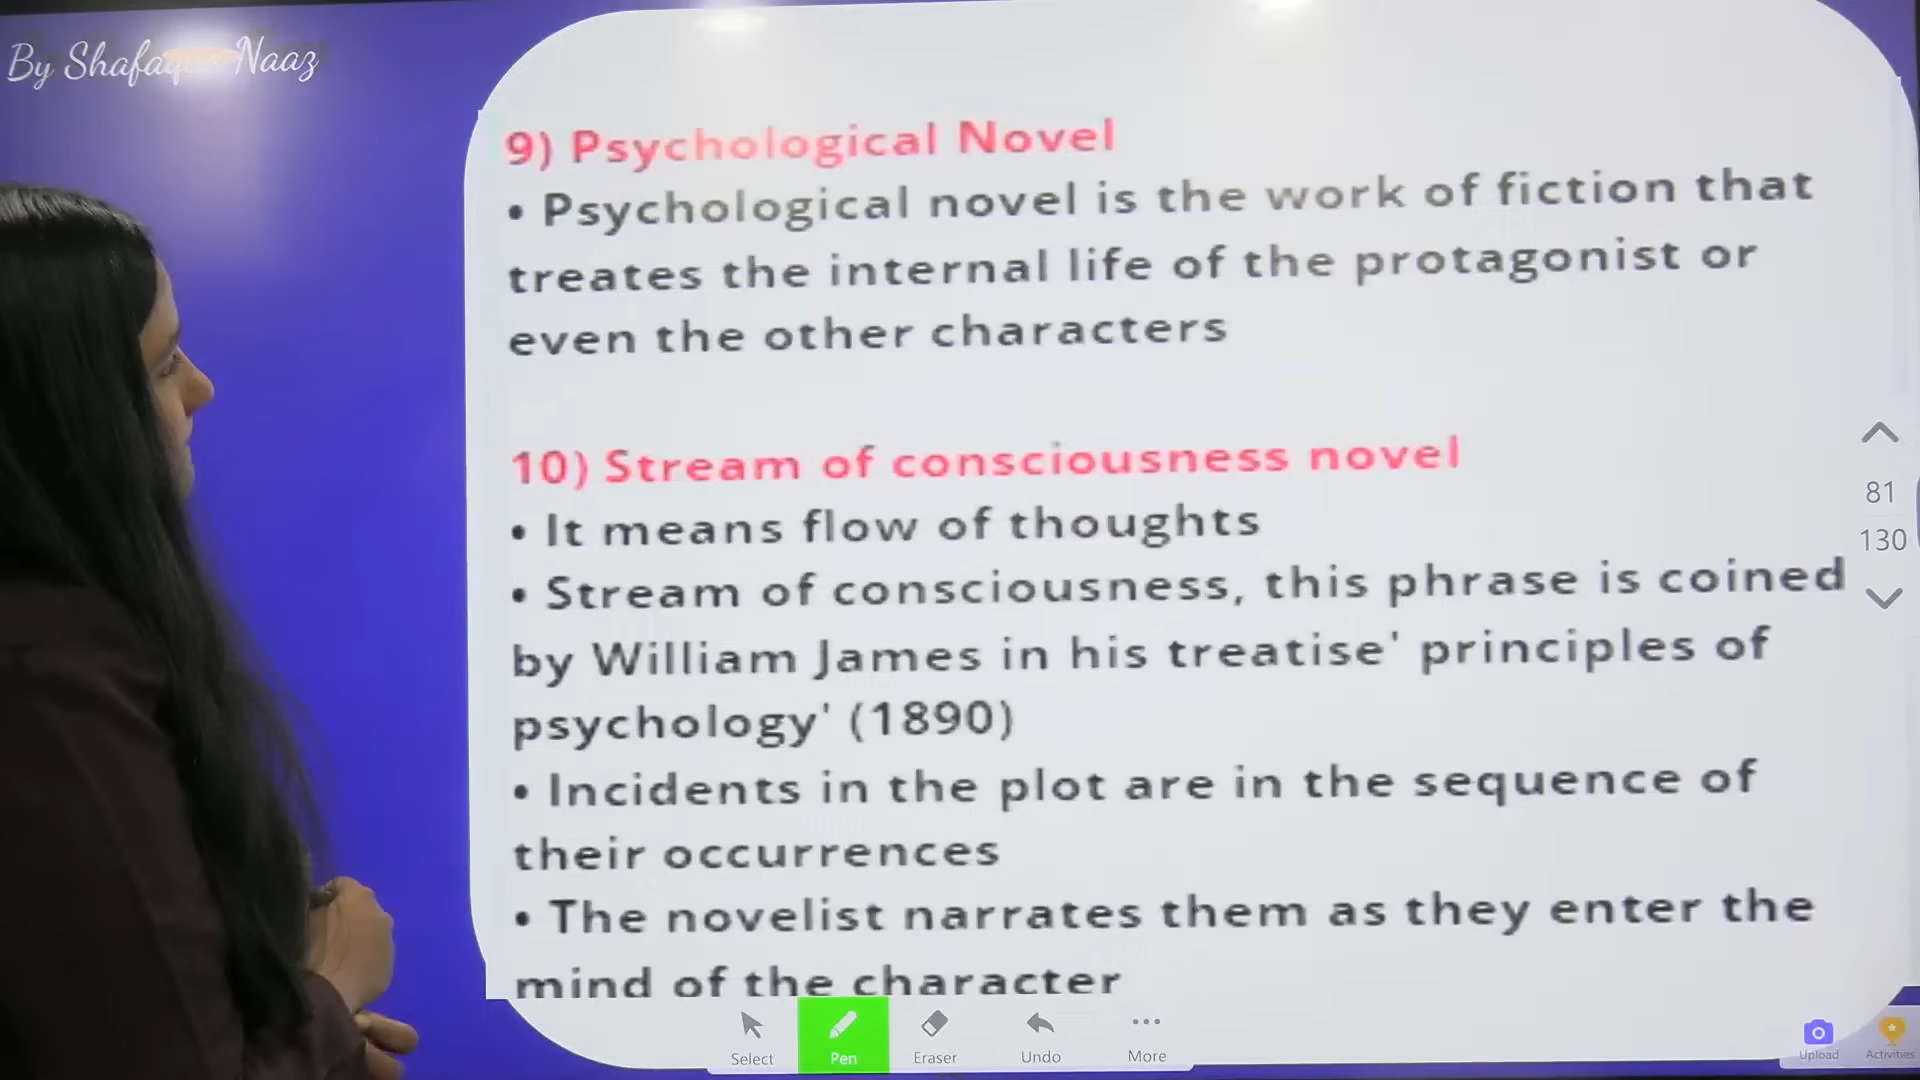 By Shafaq Naaz
9) Psychological Novel
• Psychological novel is the work of fiction that
treates the internal life of the protagonist or
even the other characters
10) Stream of consciousness novel
• It means flow of thoughts
• Stream of consciousness, this phrase is coined
by William James in his treatise' principles of
psychology' (1890)
• Incidents in the plot are in the sequence of
their occurrences
• The novelist narrates them as they enter the
mind of the character
81
130
Select
Pen
Eraser
Undo
More
Upload
Activities